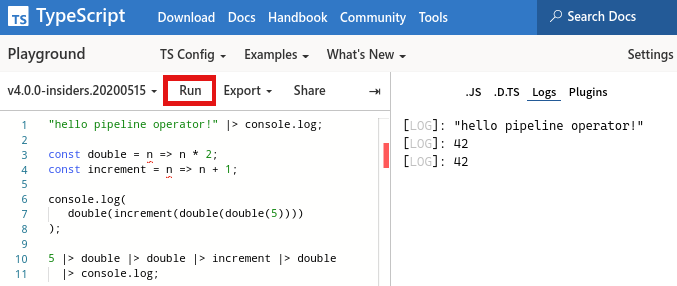 TS TypeScript Download Docs Handbook Community Tools Search Docs
Playground TS Config Examples What's New Settings
v4.0.0-insiders.20200515 Run Export Share
.JS .D.TS Logs Plugins
1 "hello pipeline operator!" |> console.log;
2
3 const double = n => n * 2;
4 const increment = n => n + 1;
5
6 console.log(
7 double(increment(double(double(5))))
8 );
9
10 5 |> double |> double |> increment |> double
11 |> console.log;
[LOG]: "hello pipeline operator!"
[LOG]: 42
[LOG]: 42